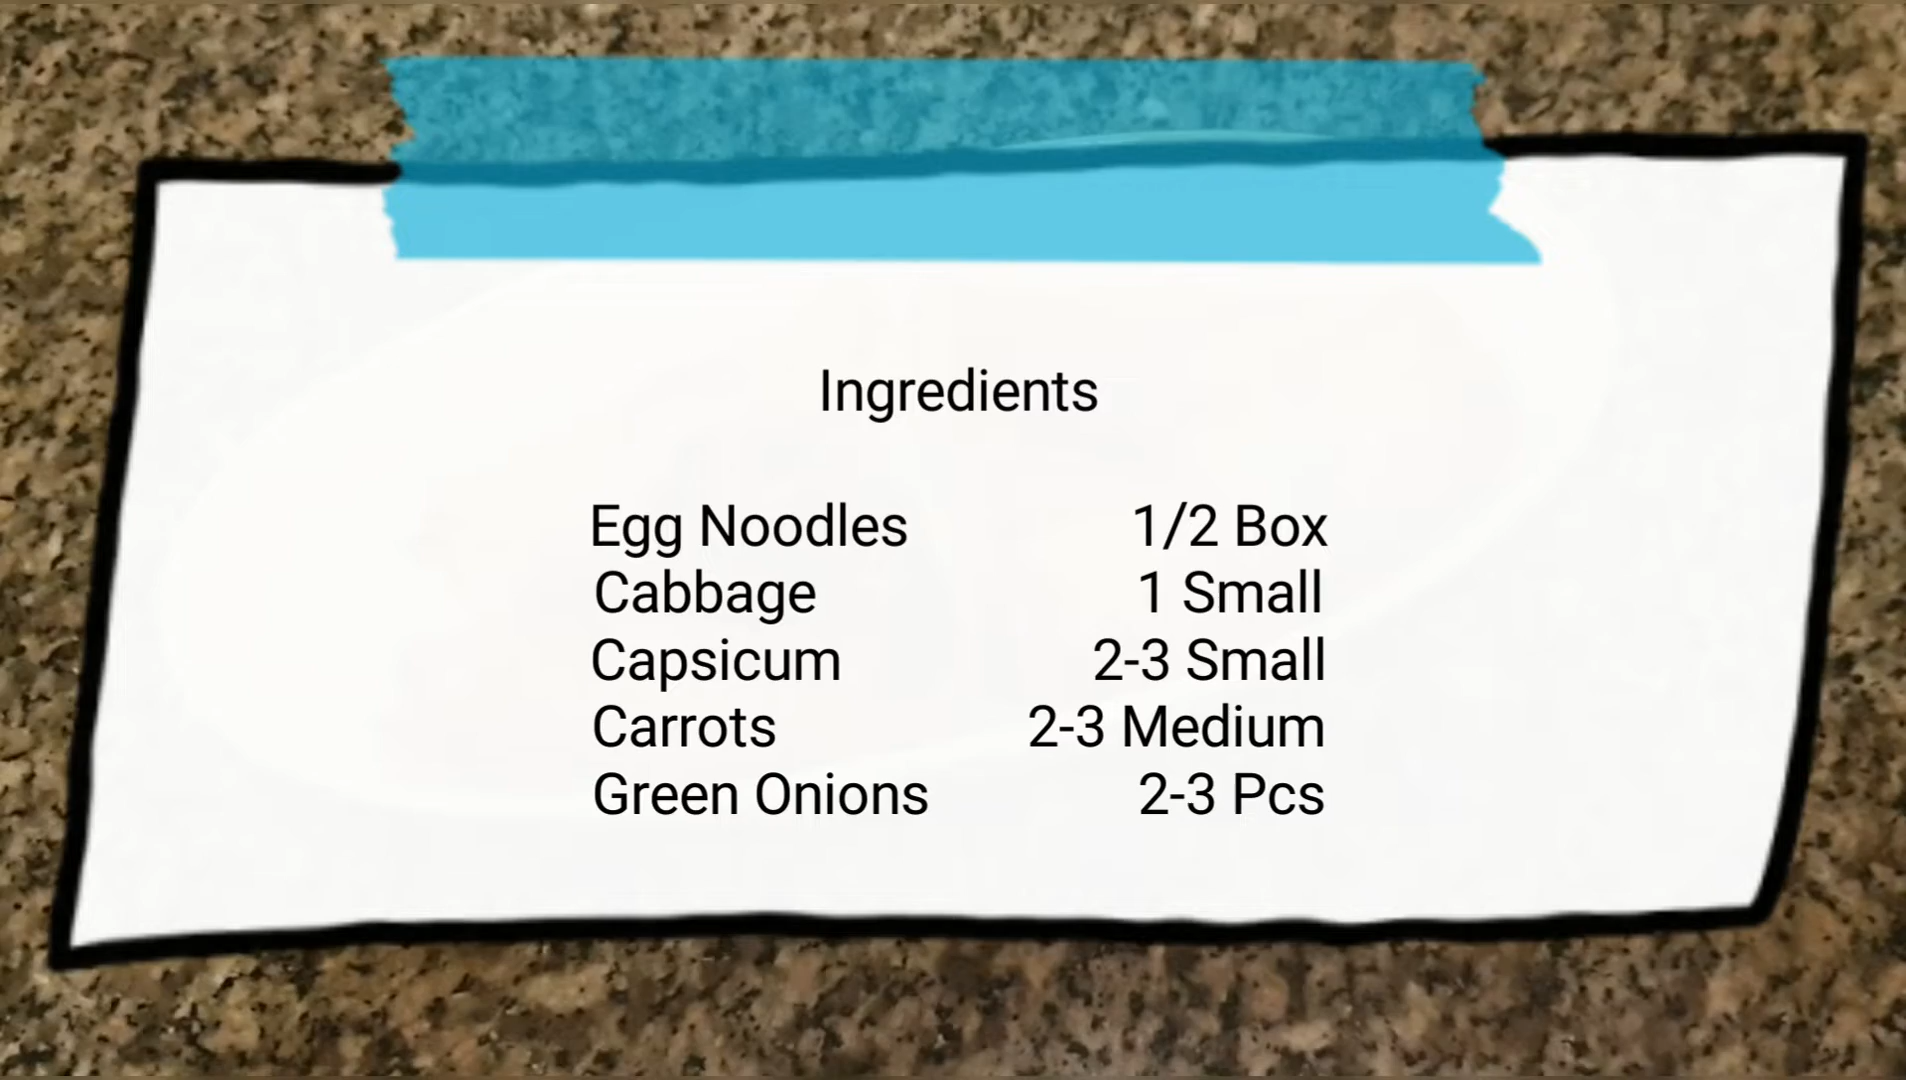 Ingredients
Egg Noodles 1/2 Box
Cabbage 1 Small
Capsicum 2-3 Small
Carrots 2-3 Medium
Green Onions 2-3 Pcs